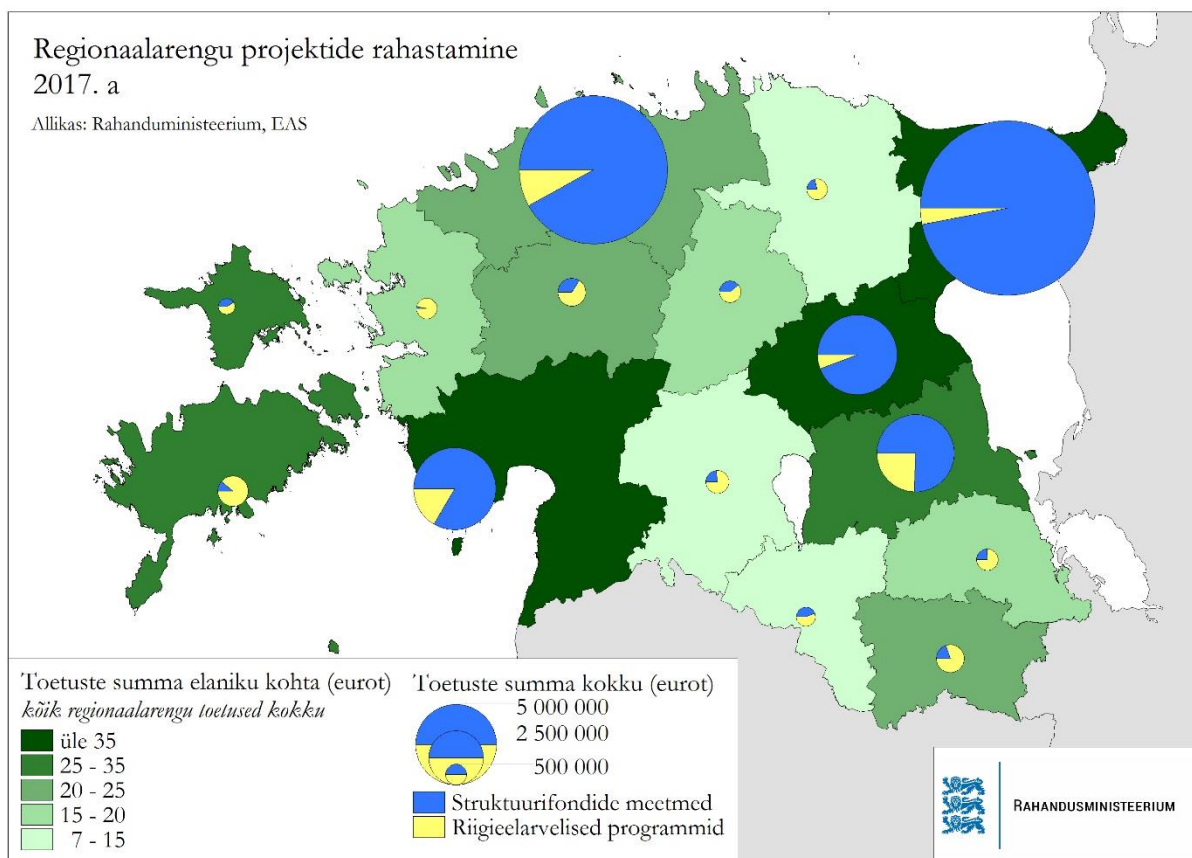 Regionaalarengu projektide rahastamine
2017. a
Allikas: Rahanduministeerium, EAS
Toetuste summa elaniku kohta (eurot)
kõik regionaalarengu toetused kokku
üle 35
25 - 35
20 - 25
15 - 20
7 - 15
Toetuste summa kokku (eurot)
5 000 000
2 500 000
500 000
Struktuurifondide meetmed
Riigieelarvelised programmid
RAHANDUSMINISTEERIUM